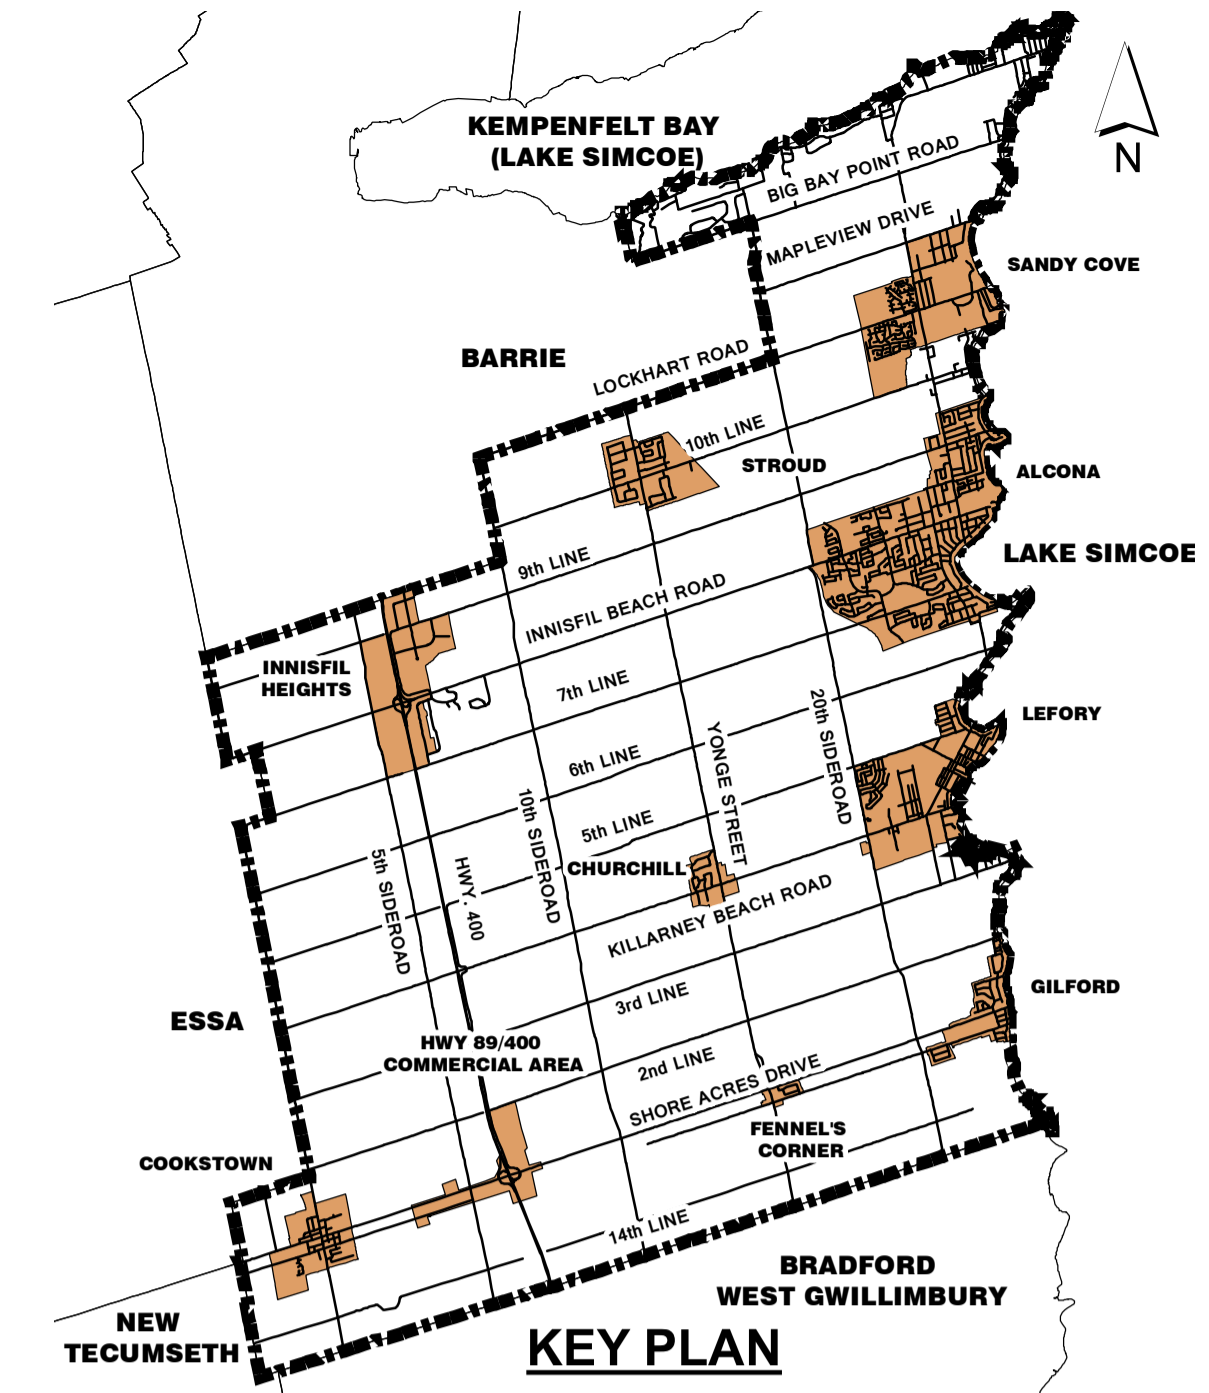 KEMPENFELT BAY
(LAKE SIMCOE)
N
BIG BAY POINT ROAD
MAPLEVIEW DRIVE
SANDY COVE
BARRIE
LOCKHART ROAD
10th LINE
STROUD
ALCONA
LAKE SIMCOE
9th LINE
INNISFIL BEACH ROAD
INNISFIL
HEIGHTS
7th LINE
LEFORY
6th LINE
YONGE STREET
20th SIDEROAD
10th SIDEROAD
5th LINE
CHURCHILL
5th SIDEROAD
HWY. 400
KILLARNEY BEACH ROAD
3rd LINE
GILFORD
ESSA
HWY 89/400
COMMERCIAL AREA
2nd LINE
SHORE ACRES DRIVE
FENNEL'S
CORNER
COOKSTOWN
14th LINE
BRADFORD
WEST GWILLIMBURY
NEW
TECUMSETH
KEY PLAN